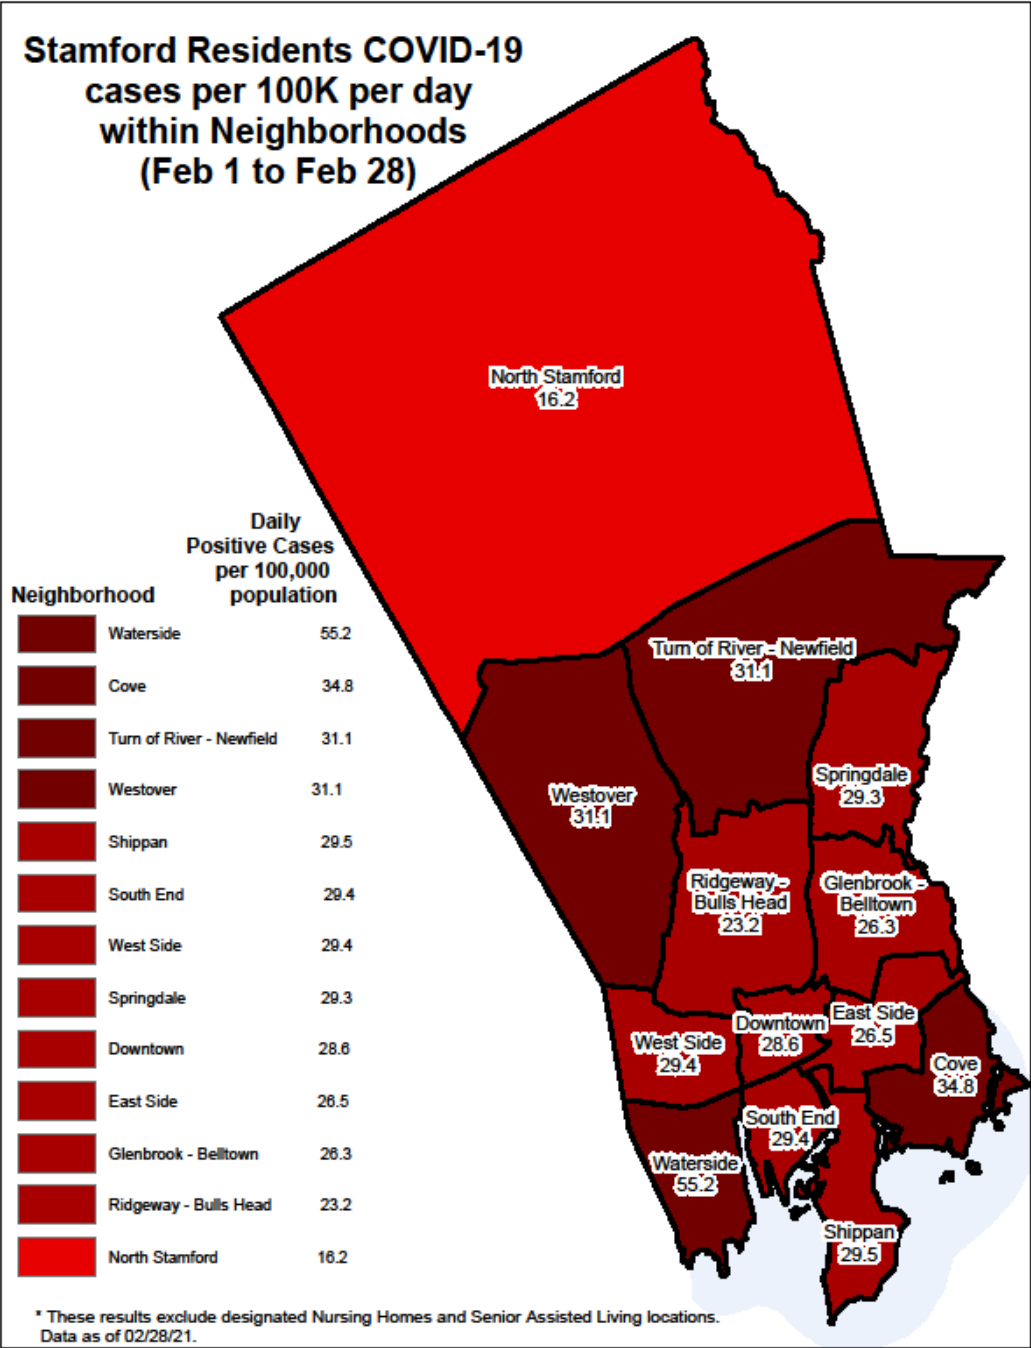 Stamford Residents COVID-19
cases per 100K per day
within Neighborhoods
(Feb 1 to Feb 28)
North Stamford
16.2
Turn of River - Newfield
31.1
Springdale
29.3
Westover
31.1
Ridgeway -
Bulls Head
23.2
Glenbrook -
Belltown
26.3
East Side
26.5
Downtown
28.6
West Side
29.4
Cove
34.8
South End
29.4
Waterside
55.2
Shippan
29.5
Daily
Positive Cases
per 100,000
Neighborhood population
Waterside 55.2
Cove 34.8
Turn of River - Newfield 31.1
Westover 31.1
Shippan 29.5
South End 29.4
West Side 29.4
Springdale 29.3
Downtown 28.6
East Side 26.5
Glenbrook - Belltown 26.3
Ridgeway - Bulls Head 23.2
North Stamford 16.2
* These results exclude designated Nursing Homes and Senior Assisted Living locations.
Data as of 02/28/21.